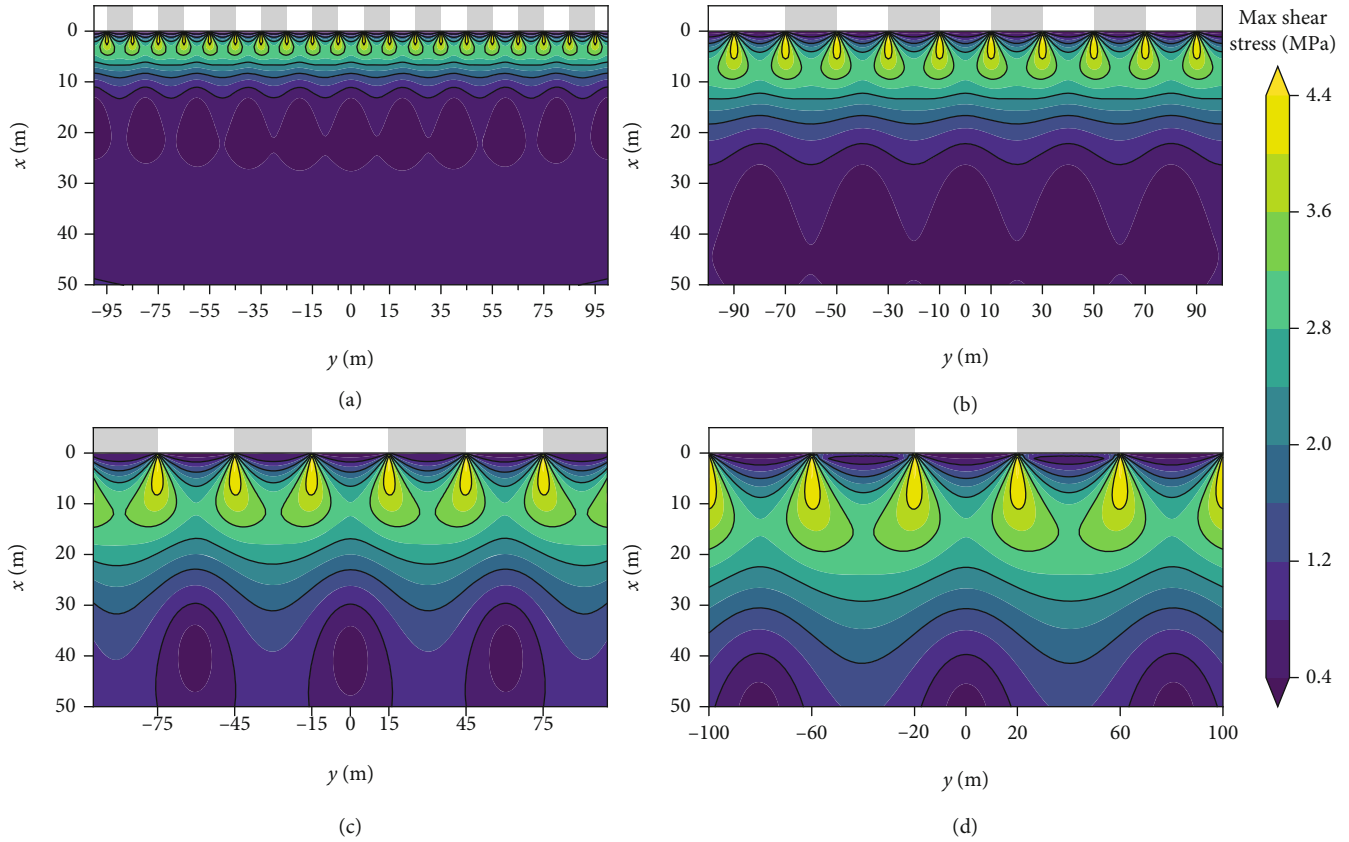 Max shear
stress (MPa)
4.4
3.6
2.8
2.0
1.2
0.4
0
10
20
30
40
50
x (m)
–95 –75 –55 –35 –15 0 15 35 55 75 95
y (m)
(a)
0
10
20
30
40
50
x (m)
–90 –70 –50 –30 –10 0 10 30 50 70 90
y (m)
(b)
0
10
20
30
40
50
x (m)
–75 –45 –15 0 15 45 75
y (m)
(c)
0
10
20
30
40
50
x (m)
–100 –60 –20 0 20 60 100
y (m)
(d)